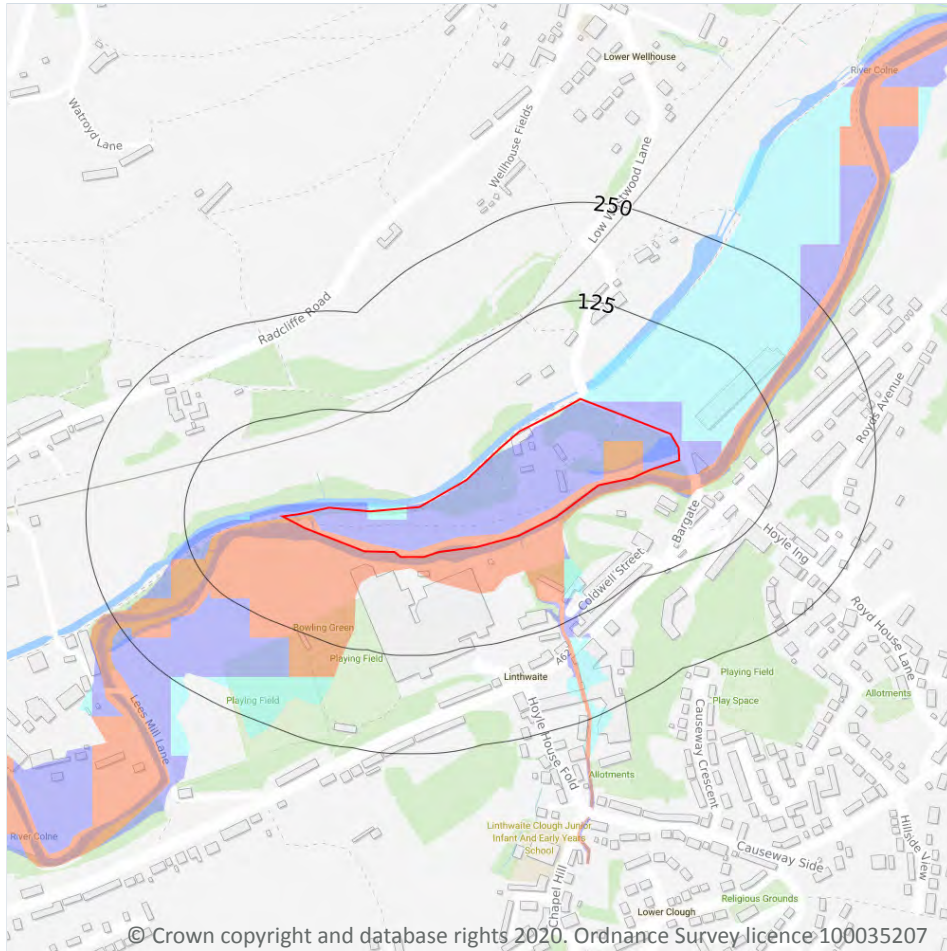 Lower Wellhouse
River Colne
Watroyd Lane
Wellhouse Fields
Low Westwood Lane
250
Radcliffe Road
125
Royds Avenue
Bargate
Hoyle Ing
Coldwell Street
Royd House Lane
Bowling Green
Playing Field
A62
Linthwaite
Playing Field
Playing Field
Play Space
Allotments
Lees Mill Lane
Hoyle House Fold
Causeway Crescent
Allotments
River Colne
Linthwaite Clough Junior
Infant And Early Years
School
Hillside View
Causeway Side
Chapel Hill
Religious Grounds
Lower Clough
© Crown copyright and database rights 2020. Ordnance Survey licence 100035207